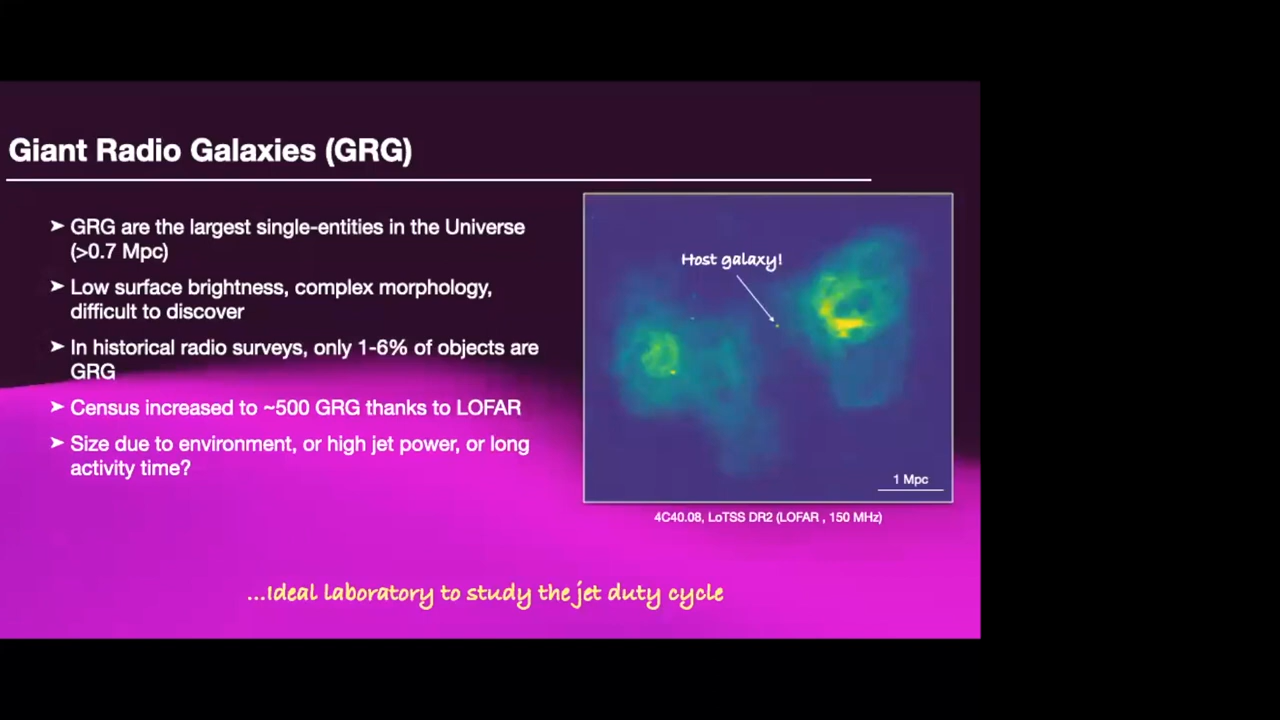 Giant Radio Galaxies (GRG)
➤ GRG are the largest single-entities in the Universe
(>0.7 Mpc)
➤ Low surface brightness, complex morphology,
difficult to discover
➤ In historical radio surveys, only 1-6% of objects are
GRG
➤ Census increased to ~500 GRG thanks to LOFAR
➤ Size due to environment, or high jet power, or long
activity time?
Host galaxy!
1 Mpc
4C40.08, LoTSS DR2 (LOFAR , 150 MHz)
...Ideal laboratory to study the jet duty cycle